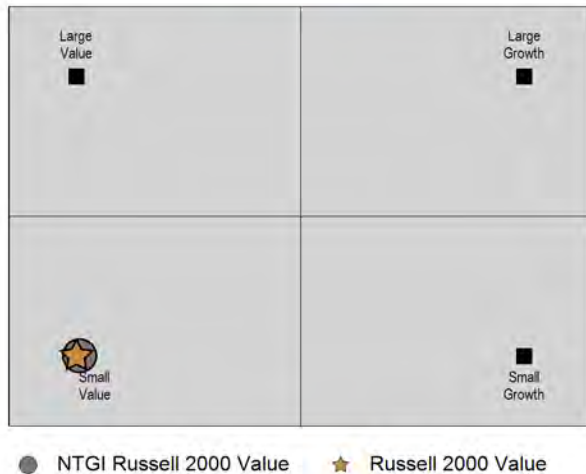 Large
Value
Large
Growth
Small
Value
Small
Growth
NTGI Russell 2000 Value
Russell 2000 Value